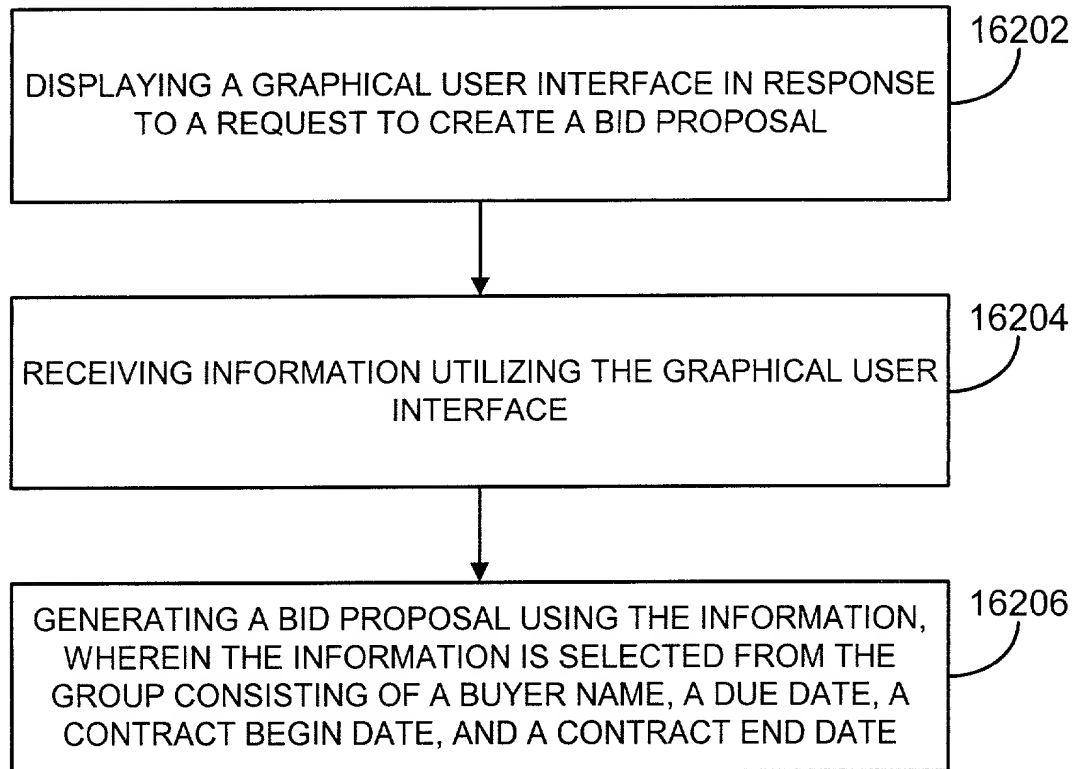 16202
DISPLAYING A GRAPHICAL USER INTERFACE IN RESPONSE
TO A REQUEST TO CREATE A BID PROPOSAL
16204
RECEIVING INFORMATION UTILIZING THE GRAPHICAL USER
INTERFACE
16206
GENERATING A BID PROPOSAL USING THE INFORMATION,
WHEREIN THE INFORMATION IS SELECTED FROM THE
GROUP CONSISTING OF A BUYER NAME, A DUE DATE, A
CONTRACT BEGIN DATE, AND A CONTRACT END DATE